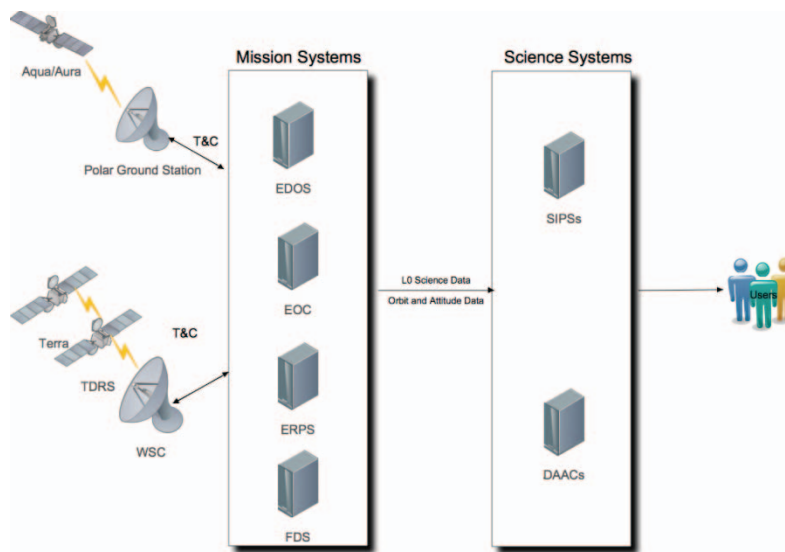 Mission Systems
Science Systems
Aqua/Aura
T&C
Polar Ground Station
EDOS
SIPSs
EOC
L0 Science Data
Orbit and Attitude Data
Users
T&C
Terra
TDRS
WSC
ERPS
DAACs
FDS